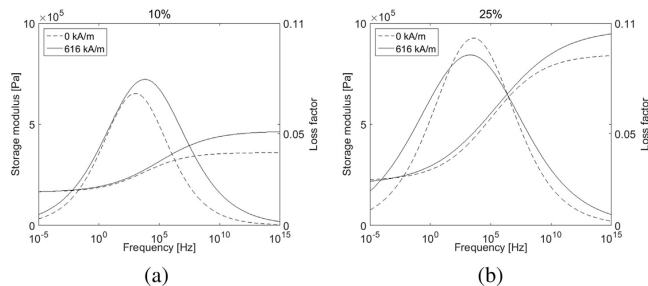 10%
× 10⁵
10
5
0
Storage modulus [Pa]
0 kA/m
616 kA/m
0.11
0.05
0
Loss factor
10⁻⁵ 10⁰ 10⁵ 10¹⁰ 10¹⁵
Frequency [Hz]
(a)
25%
× 10⁵
10
5
0
Storage modulus [Pa]
0 kA/m
616 kA/m
0.11
0.05
0
Loss factor
10⁻⁵ 10⁰ 10⁵ 10¹⁰ 10¹⁵
Frequency [Hz]
(b)